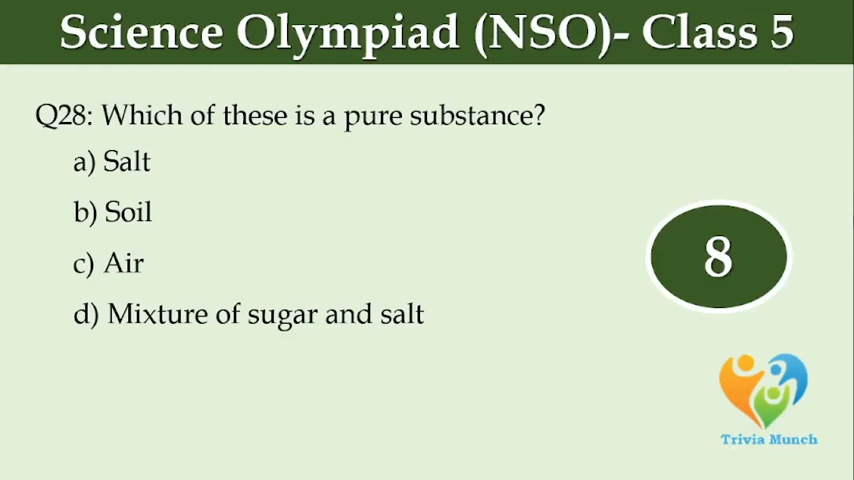 Science Olympiad (NSO)- Class 5
Q28: Which of these is a pure substance?
a) Salt
b) Soil
c) Air
d) Mixture of sugar and salt
8
Trivia Munch